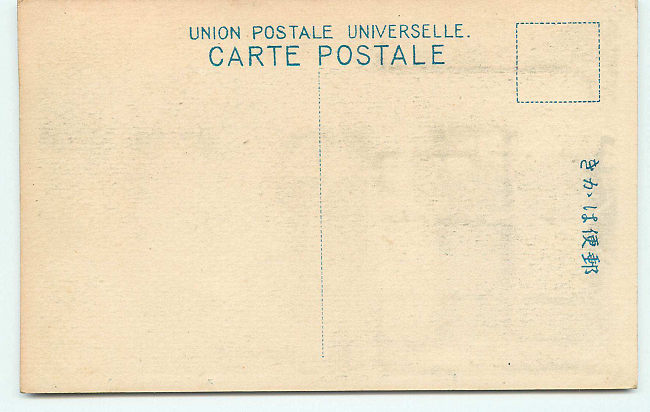 UNION POSTALE UNIVERSELLE.
CARTE POSTALE
郵便はかき